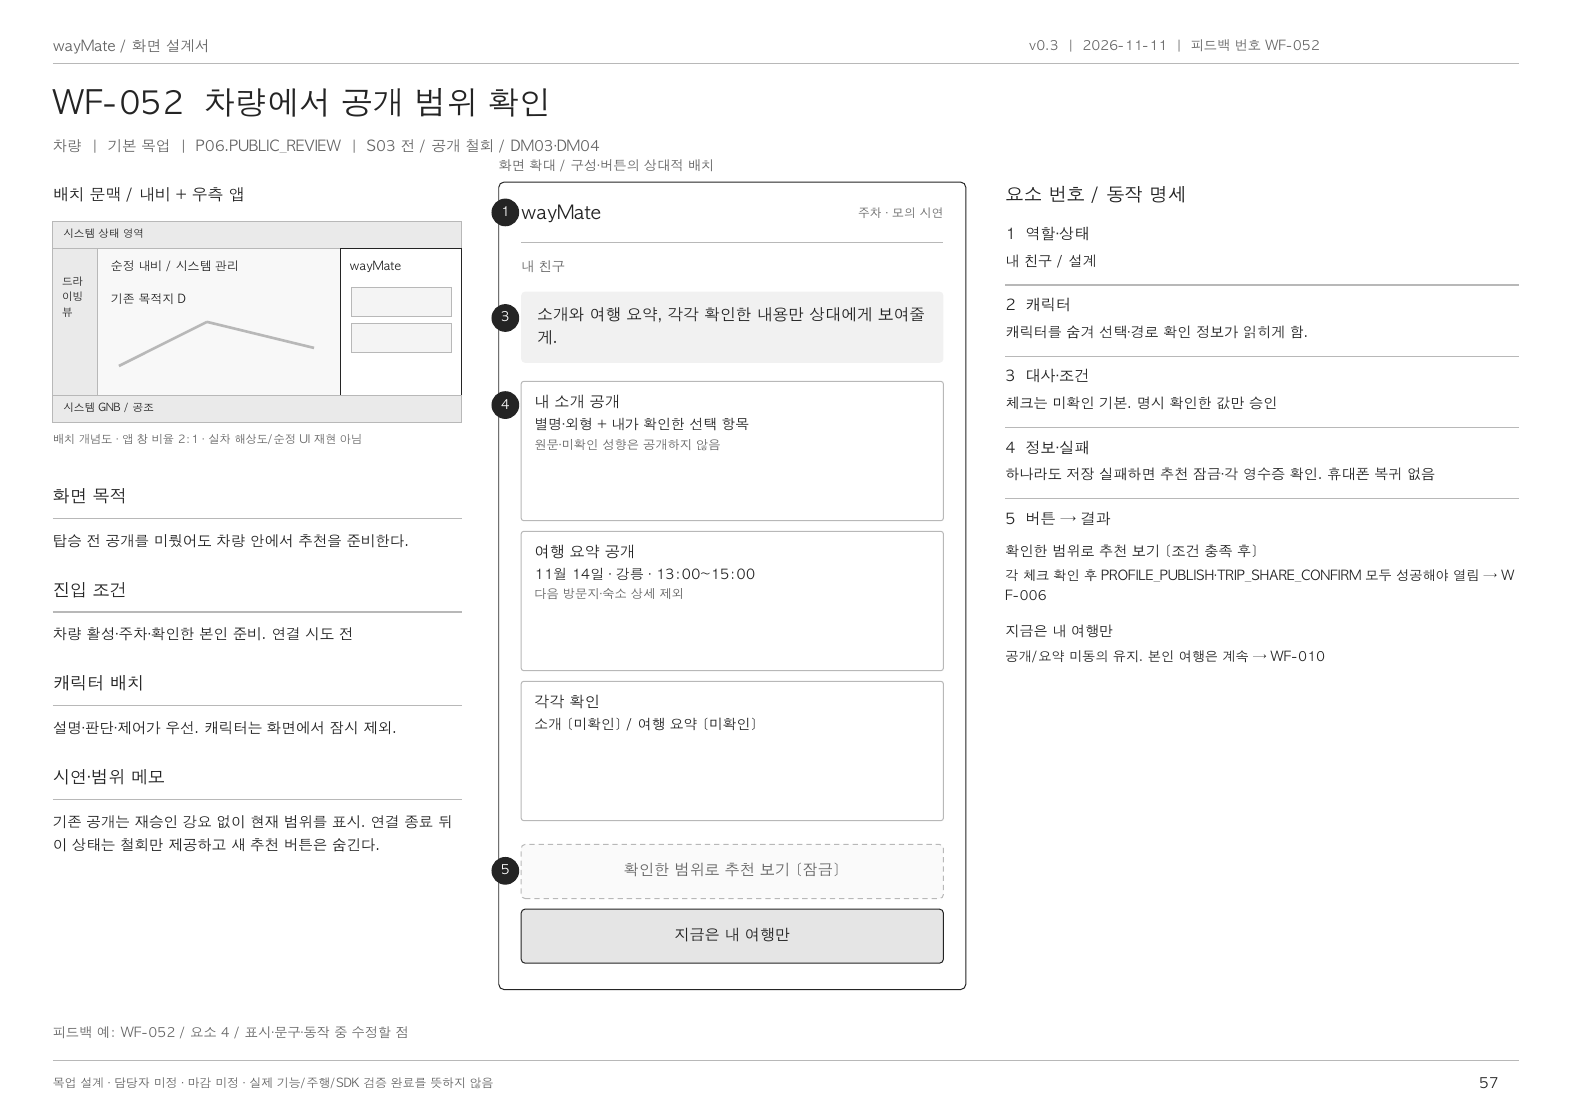 wayMate / 화면 설계서
v0.3 | 2026-11-11 | 피드백 번호 WF-052
WF-052 차량에서 공개 범위 확인
차량 | 기본 목업 | P06.PUBLIC_REVIEW | S03 전 / 공개 철회 / DM03·DM04
배치 문맥 / 내비 + 우측 앱
시스템 상태 영역
드라
이빙
뷰
순정 내비 / 시스템 관리
기존 목적지 D
wayMate
시스템 GNB / 공조
배치 개념도 · 앱 창 비율 2:1 · 실차 해상도/순정 UI 재현 아님
화면 목적
탑승 전 공개를 미뤘어도 차량 안에서 추천을 준비한다.
진입 조건
차량 활성·주차·확인한 본인 준비. 연결 시도 전
캐릭터 배치
설명·판단·제어가 우선. 캐릭터는 화면에서 잠시 제외.
시연·범위 메모
기존 공개는 재승인 강요 없이 현재 범위를 표시. 연결 종료 뒤
이 상태는 철회만 제공하고 새 추천 버튼은 숨긴다.
화면 확대 / 구성·버튼의 상대적 배치
1 wayMate
주차 · 모의 시연
내 친구
3 소개와 여행 요약, 각각 확인한 내용만 상대에게 보여줄
게.
4 내 소개 공개
별명·외형 + 내가 확인한 선택 항목
원문·미확인 성향은 공개하지 않음
여행 요약 공개
11월 14일 · 강릉 · 13:00~15:00
다음 방문지·숙소 상세 제외
각각 확인
소개 [미확인] / 여행 요약 [미확인]
5 확인한 범위로 추천 보기 [잠금]
지금은 내 여행만
요소 번호 / 동작 명세
1 역할·상태
내 친구 / 설계
2 캐릭터
캐릭터를 숨겨 선택·경로 확인 정보가 읽히게 함.
3 대사·조건
체크는 미확인 기본. 명시 확인한 값만 승인
4 정보·실패
하나라도 저장 실패하면 추천 잠금·각 영수증 확인. 휴대폰 복귀 없음
5 버튼 → 결과
확인한 범위로 추천 보기 [조건 충족 후]
각 체크 확인 후 PROFILE_PUBLISH·TRIP_SHARE_CONFIRM 모두 성공해야 열림 → W
F-006
지금은 내 여행만
공개/요약 미동의 유지. 본인 여행은 계속 → WF-010
피드백 예: WF-052 / 요소 4 / 표시·문구·동작 중 수정할 점
목업 설계 · 담당자 미정 · 마감 미정 · 실제 기능/주행/SDK 검증 완료를 뜻하지 않음
57